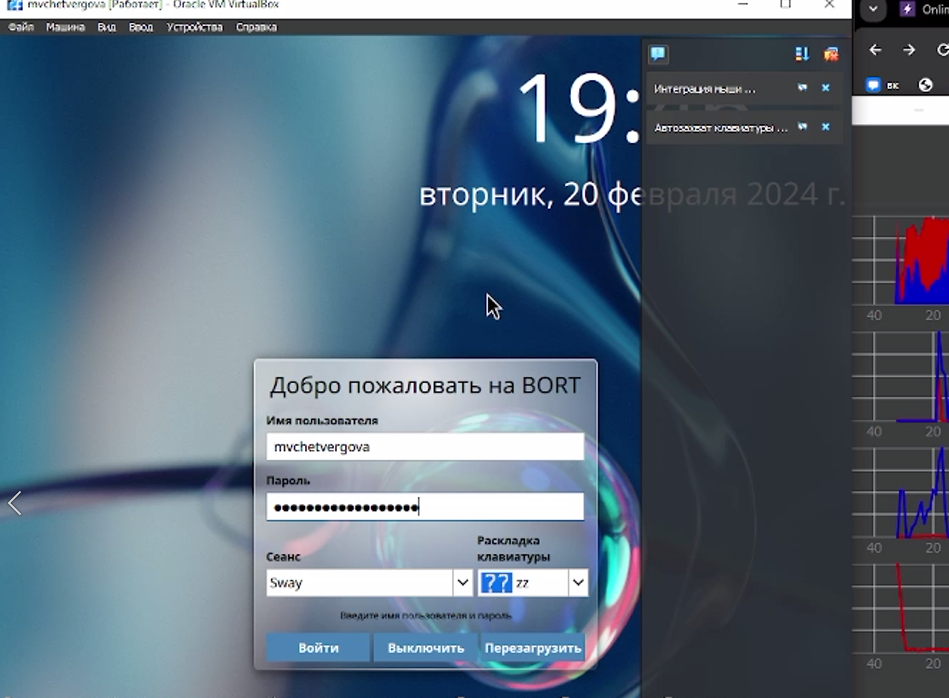 mvchetvergova [Работает] - Oracle VM VirtualBox
Файл Машина Вид Ввод Устройства Справка
Интеграция мыши ...
Автозахват клавиатуры ...
19:
вторник, 20 февраля 2024 г.
Добро пожаловать на BORT
Имя пользователя
mvchetvergova
Пароль
••••••••••••••••••
Сеанс
Раскладка
клавиатуры
Sway
?? zz
Введите имя пользователя и пароль
Войти Выключить Перезагрузить
Onlin
вк
40 20
40 20
40 20
40 20